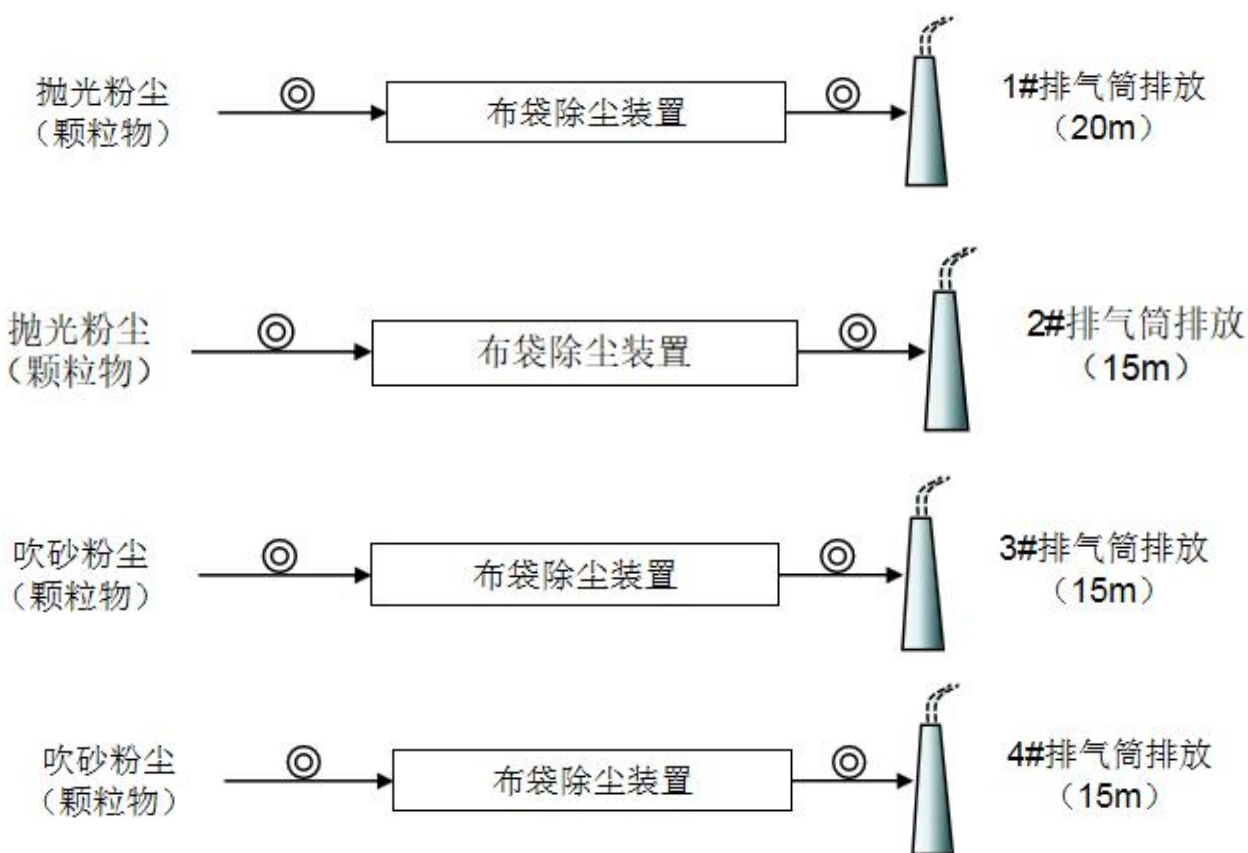 抛光粉尘
（颗粒物）
布袋除尘装置
1#排气筒排放
（20m）
抛光粉尘
（颗粒物）
布袋除尘装置
2#排气筒排放
（15m）
吹砂粉尘
（颗粒物）
布袋除尘装置
3#排气筒排放
（15m）
吹砂粉尘
（颗粒物）
布袋除尘装置
4#排气筒排放
（15m）